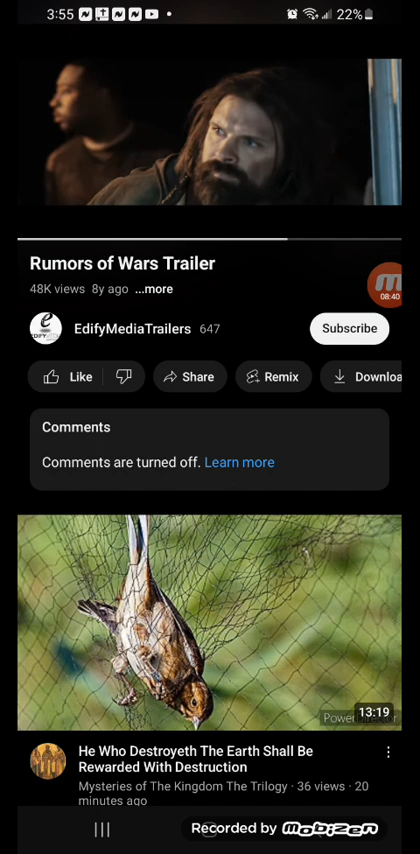 3:55 22%
Rumors of Wars Trailer
48K views 8y ago ...more
08:40
EdifyMediaTrailers 647
Subscribe
Like Share Remix Downloa
Comments
Comments are turned off. Learn more
13:19
He Who Destroyeth The Earth Shall Be
Rewarded With Destruction
Mysteries of The Kingdom The Trilogy · 36 views · 20
minutes ago
Recorded by mobizen